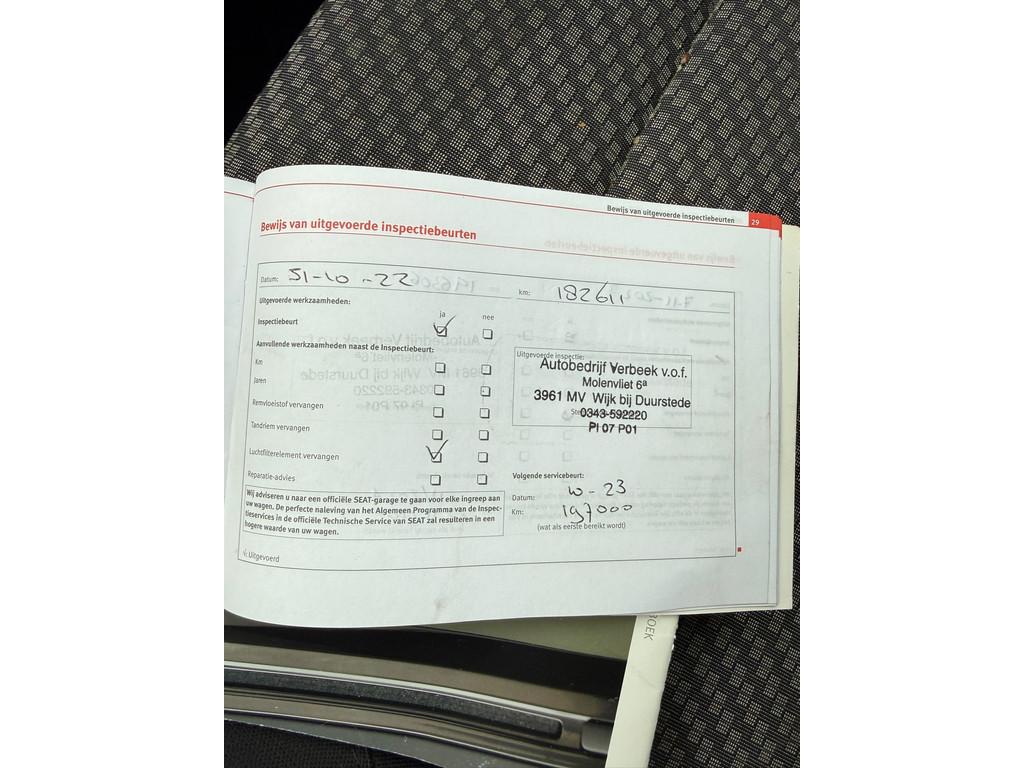 Bewijs van uitgevoerde inspectiebeurten 29
Bewijs van uitgevoerde inspectiebeurten
Datum: 31-10-22 km: 182611
Uitgevoerde werkzaamheden:
ja nee
Inspectiebeurt
Aanvullende werkzaamheden naast de Inspectiebeurt:
Km
Jaren
Remvloeistof vervangen
Tandriem vervangen
Luchtfilterelement vervangen
Reparatie-advies
Uitgevoerde inspectie:
Autobedrijf Verbeek v.o.f.
Molenvliet 6ª
3961 MV Wijk bij Duurstede
0343-592220
PI 07 P01
Volgende servicebeurt:
Datum: 10-23
Km: 197000
(wat als eerste bereikt wordt)
Wij adviseren u naar een officiële SEAT-garage te gaan voor elke ingreep aan
uw wagen. De perfecte naleving van het Algemeen Programma van de Inspec-
tieservices in de officiële Technische Service van SEAT zal resulteren in een
hogere waarde van uw wagen.
√: Uitgevoerd
BOEK